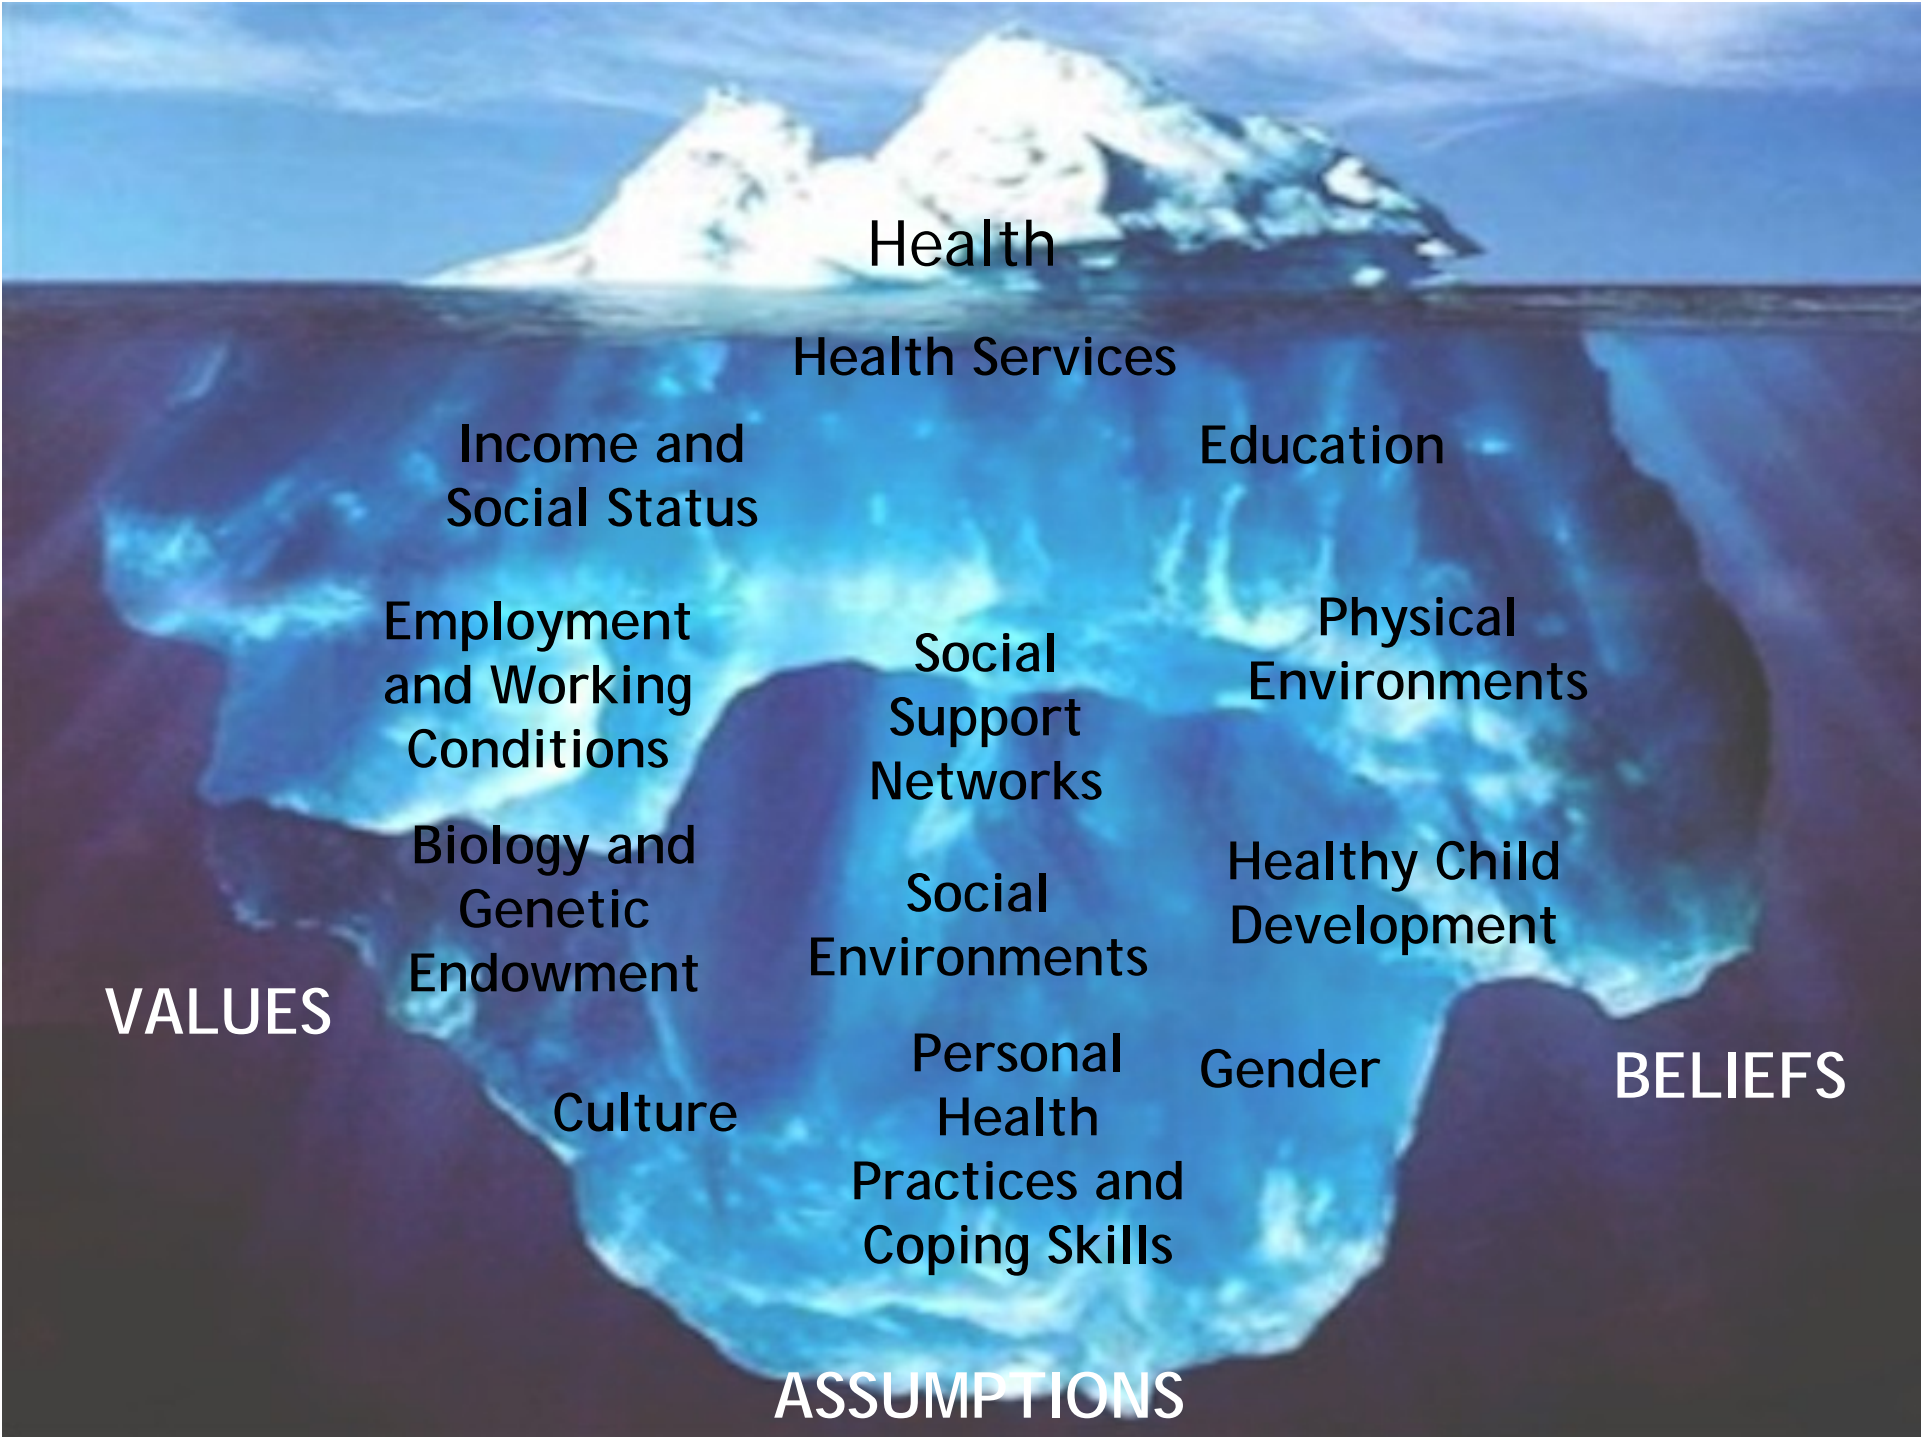 Health
Health Services
Income and
Social Status
Education
Employment
and Working
Conditions
Social
Support
Networks
Physical
Environments
Biology and
Genetic
Endowment
Social
Environments
Healthy Child
Development
VALUES
Culture
Personal
Health
Practices and
Coping Skills
Gender
BELIEFS
ASSUMPTIONS